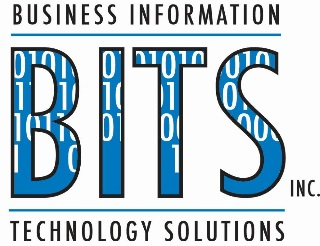 BUSINESS INFORMATION
BITS INC.
TECHNOLOGY SOLUTIONS